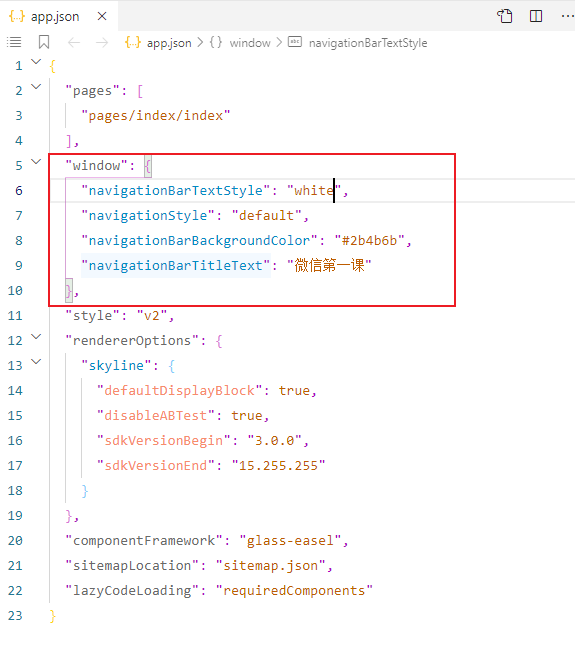 {..} app.json ×
{..} app.json > {} window > abc navigationBarTextStyle
1 {
2 "pages": [
3 "pages/index/index"
4 ],
5 "window": {
6 "navigationBarTextStyle": "white",
7 "navigationStyle": "default",
8 "navigationBarBackgroundColor": "#2b4b6b",
9 "navigationBarTitleText": "微信第一课"
10 },
11 "style": "v2",
12 "rendererOptions": {
13 "skyline": {
14 "defaultDisplayBlock": true,
15 "disableABTest": true,
16 "sdkVersionBegin": "3.0.0",
17 "sdkVersionEnd": "15.255.255"
18 }
19 },
20 "componentFramework": "glass-easel",
21 "sitemapLocation": "sitemap.json",
22 "lazyCodeLoading": "requiredComponents"
23 }